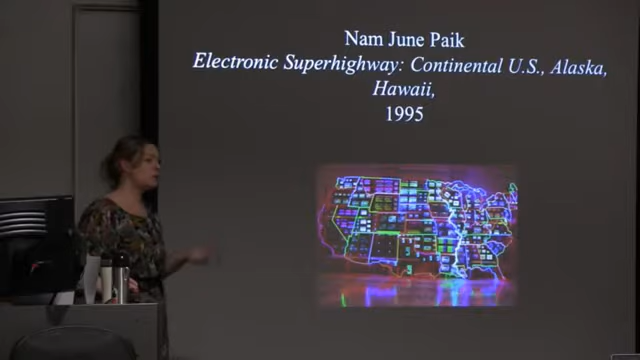 Nam June Paik
Electronic Superhighway: Continental U.S., Alaska,
Hawaii,
1995